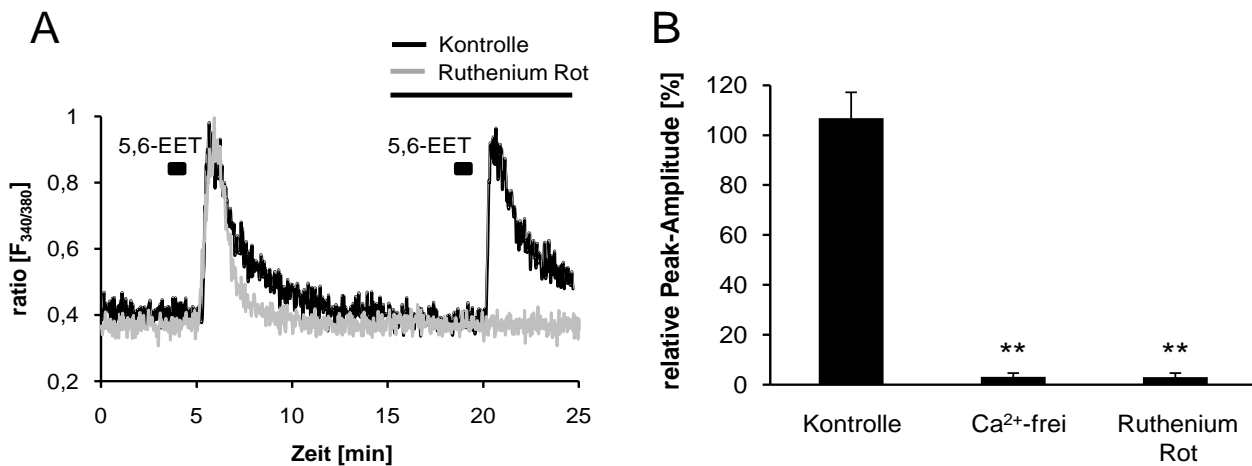 A
Kontrolle
Ruthenium Rot
5,6-EET
5,6-EET
1
0,8
0,6
0,4
0,2
ratio [F340/380]
0
5
10
15
20
25
Zeit [min]
B
relative Peak-Amplitude [%]
120
100
80
60
40
20
0
**
**
Kontrolle
Ca2+-frei
Ruthenium
Rot